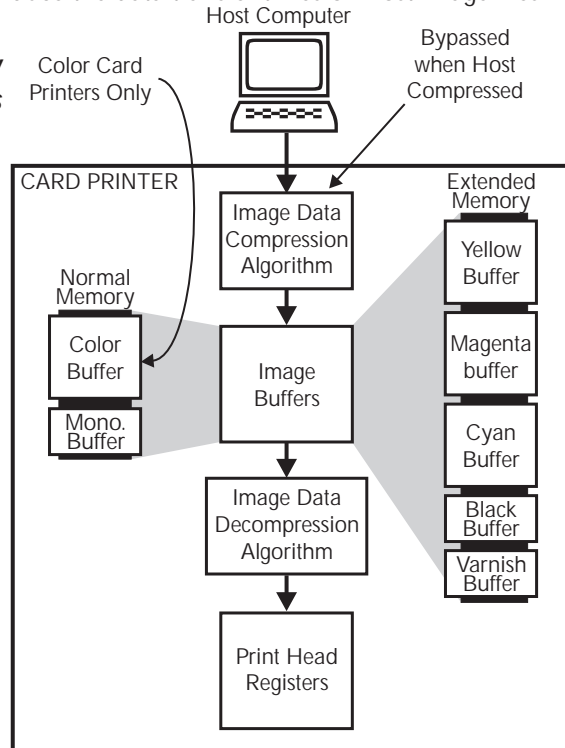 Host Computer
Color Card
Printers Only
Bypassed
when Host
Compressed
CARD PRINTER
Extended
Memory
Image Data
Compression
Algorithm
Yellow
Buffer
Normal
Memory
Color
Buffer
Mono.
Buffer
Image
Buffers
Magenta
buffer
Cyan
Buffer
Black
Buffer
Varnish
Buffer
Image Data
Decompression
Algorithm
Print Head
Registers